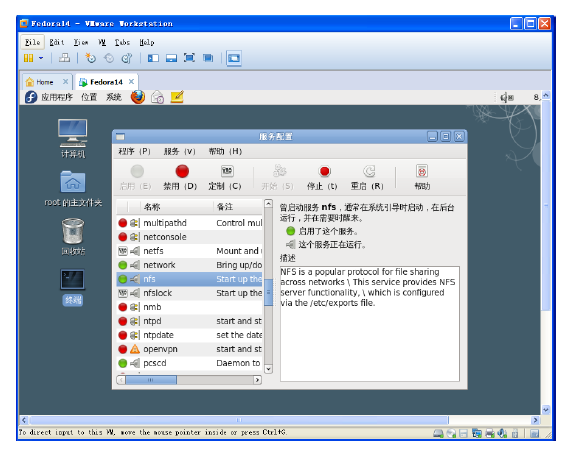 Fedora14 - VMware Workstation
File Edit View VM Tabs Help
Home × Fedora14 ×
应用程序 位置 系统 8,
计算机
root 的主文件夹
回收站
终端
服务配置
程序 (P) 服务 (V) 帮助 (H)
启用 (E) 禁用 (D) 定制 (C) 开始 (S) 停止 (t) 重启 (R) 帮助
名称 备注
multipathd Control mul
netconsole
netfs Mount and
network Bring up/do
nfs Start up the
nfslock Start up the
nmb
ntpd start and st
ntpdate set the date
openvpn start and st
pcscd Daemon to
曾启动服务 nfs，通常在系统引导时启动，在后台
运行，并在需要时醒来。
启用了这个服务。
这个服务正在运行。
描述
NFS is a popular protocol for file sharing
across networks \ This service provides NFS
server functionality, \ which is configured
via the /etc/exports file.
To direct input to this VM, move the mouse pointer inside or press Ctrl+G.